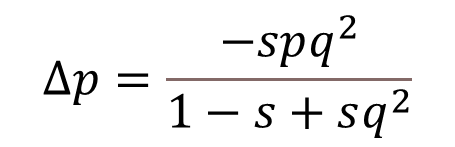 Δp = −spq² / (1 − s + sq²)